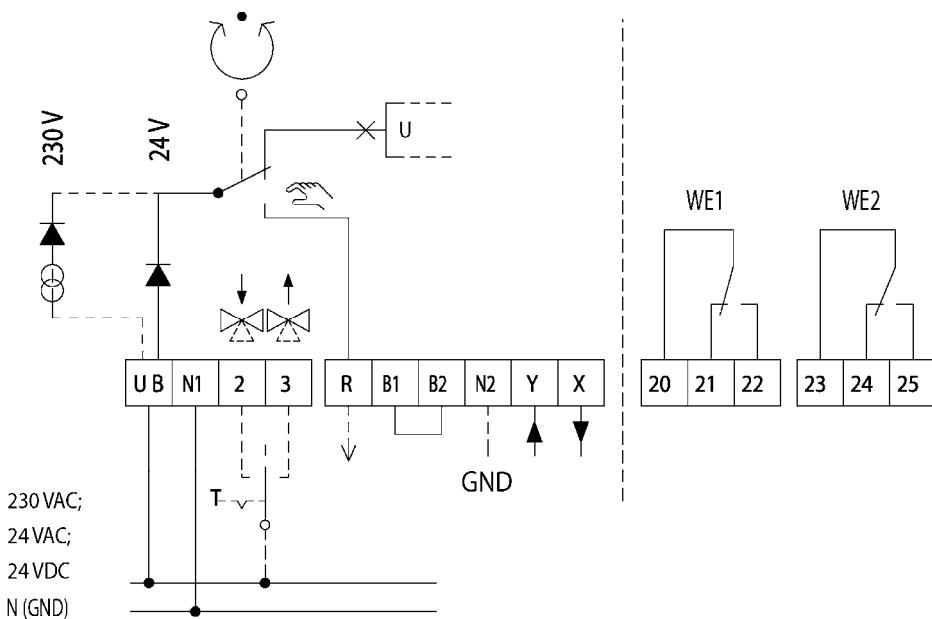 230 V
24 V
U
WE1
WE2
U B N1 2 3 R B1 B2 N2 Y X 20 21 22 23 24 25
GND
T
230 VAC;
24 VAC;
24 VDC
N (GND)